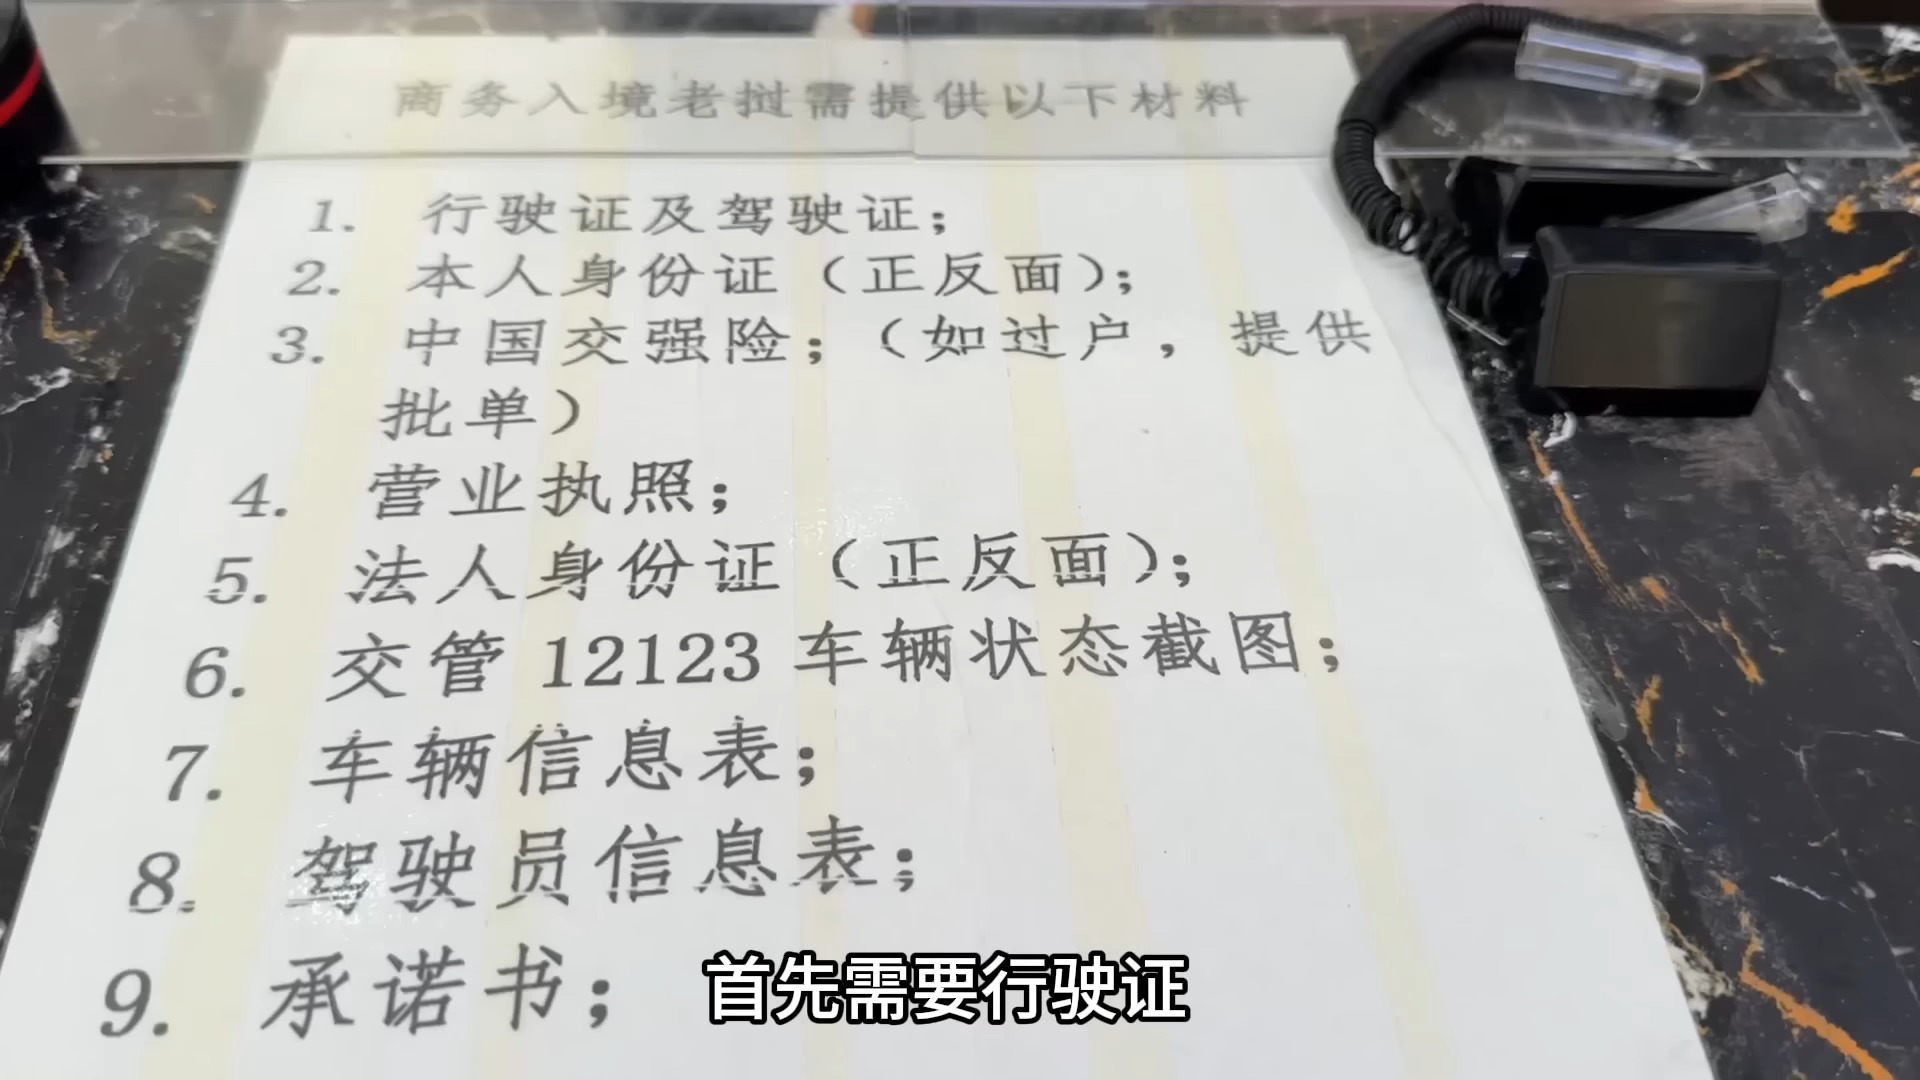 商务入境老挝需提供以下材料
1. 行驶证及驾驶证；
2. 本人身份证（正反面）；
3. 中国交强险；（如过户，提供
批单）
4. 营业执照；
5. 法人身份证（正反面）；
6. 交管 12123 车辆状态截图；
7. 车辆信息表；
8. 驾驶员信息表；
9. 承诺书；
首先需要行驶证